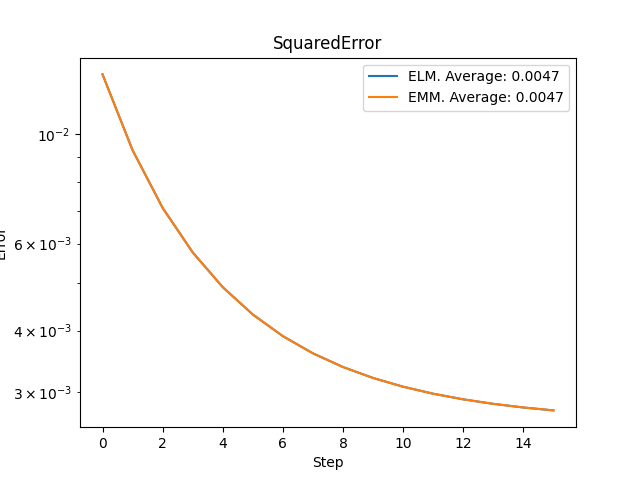 SquaredError
ELM. Average: 0.0047
EMM. Average: 0.0047
10⁻²
6 × 10⁻³
4 × 10⁻³
3 × 10⁻³
Error
0 2 4 6 8 10 12 14
Step